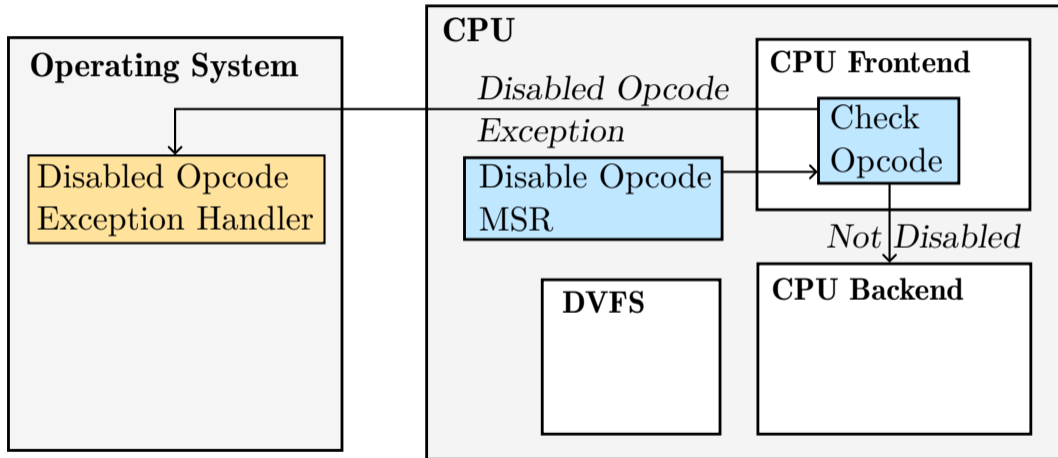 Operating System
Disabled Opcode
Exception Handler
CPU
Disabled Opcode
Exception
Disable Opcode
MSR
CPU Frontend
Check
Opcode
Not Disabled
DVFS
CPU Backend